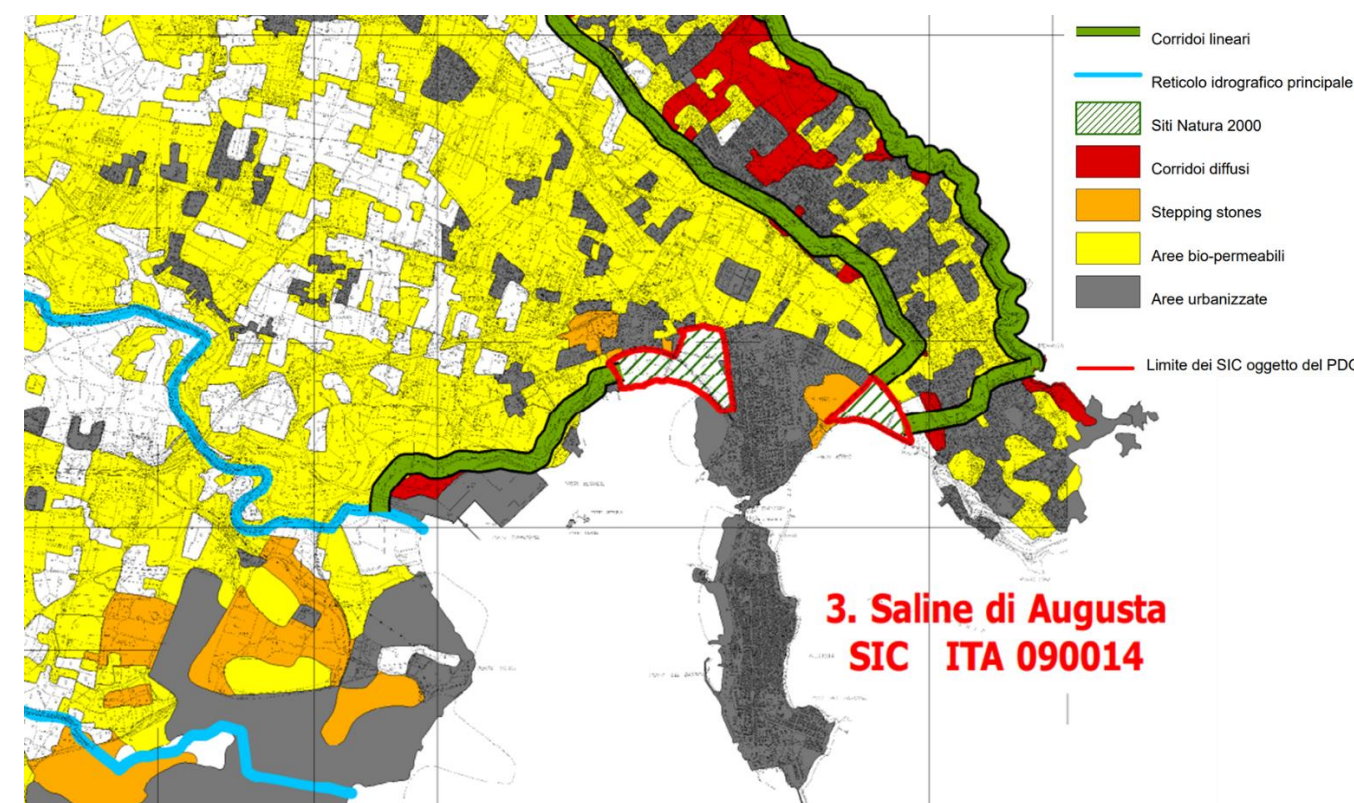 Corridoi lineari
Reticolo idrografico principale
Siti Natura 2000
Corridoi diffusi
Stepping stones
Aree bio-permeabili
Aree urbanizzate
Limite dei SIC oggetto del PDG
3. Saline di Augusta
SIC ITA 090014